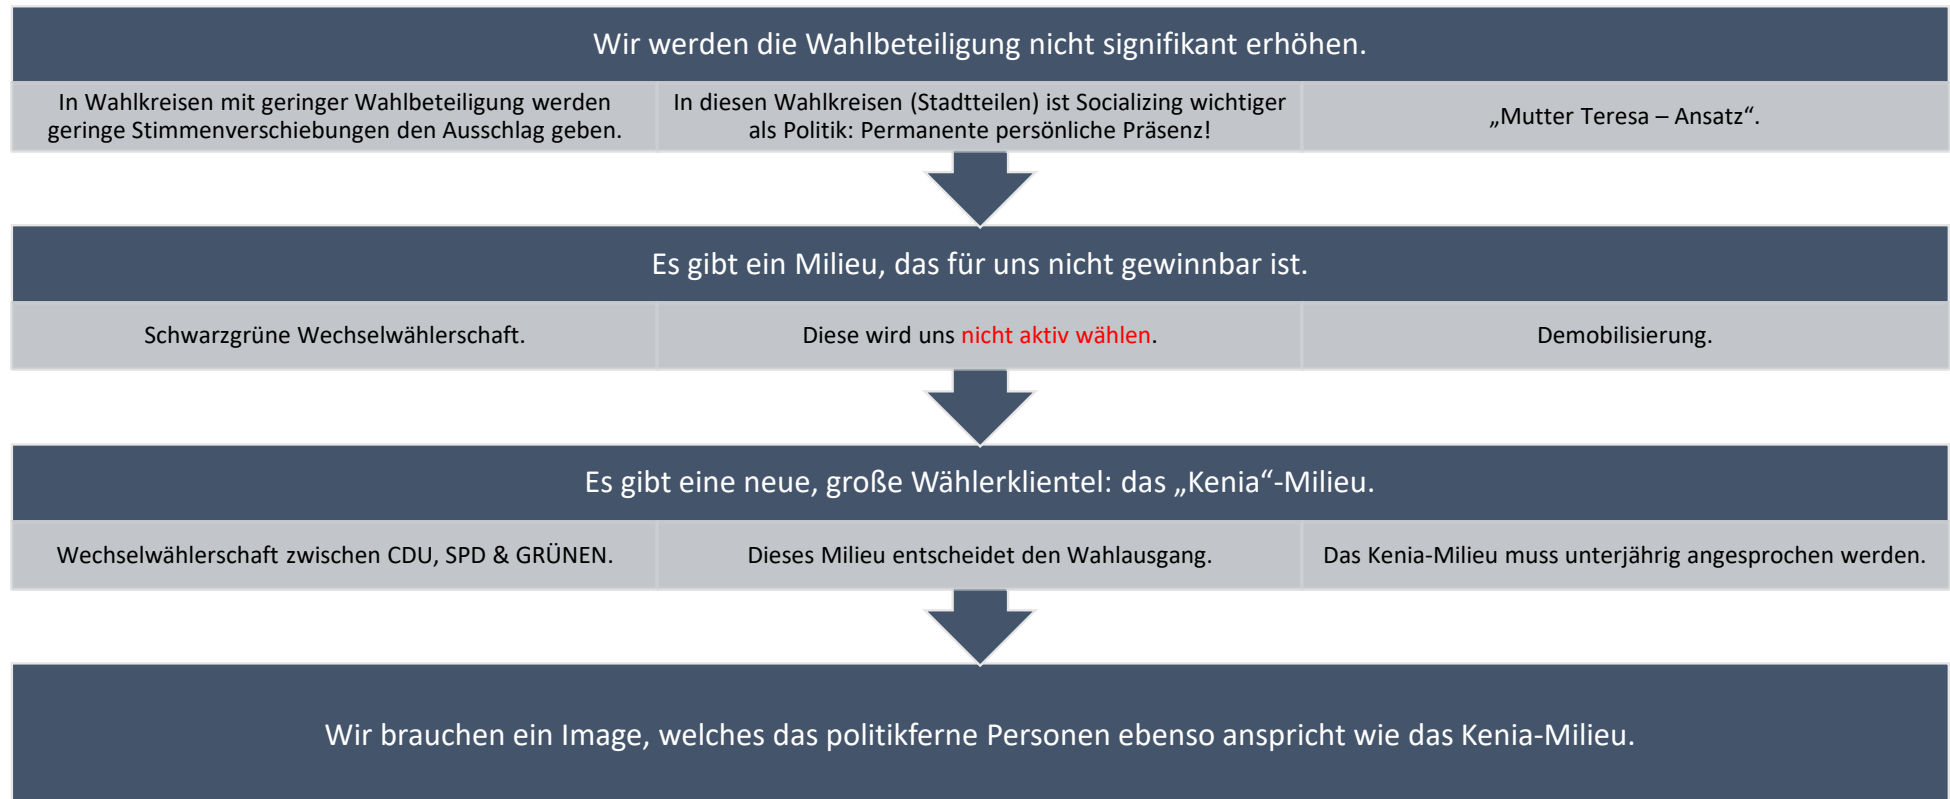 Wir werden die Wahlbeteiligung nicht signifikant erhöhen.
In Wahlkreisen mit geringer Wahlbeteiligung werden
geringe Stimmenverschiebungen den Ausschlag geben.
In diesen Wahlkreisen (Stadtteilen) ist Socializing wichtiger
als Politik: Permanente persönliche Präsenz!
„Mutter Teresa – Ansatz“.
Es gibt ein Milieu, das für uns nicht gewinnbar ist.
Schwarzgrüne Wechselwählerschaft.
Diese wird uns nicht aktiv wählen.
Demobilisierung.
Es gibt eine neue, große Wählerklientel: das „Kenia“-Milieu.
Wechselwählerschaft zwischen CDU, SPD & GRÜNEN.
Dieses Milieu entscheidet den Wahlausgang.
Das Kenia-Milieu muss unterjährig angesprochen werden.
Wir brauchen ein Image, welches das politikferne Personen ebenso anspricht wie das Kenia-Milieu.